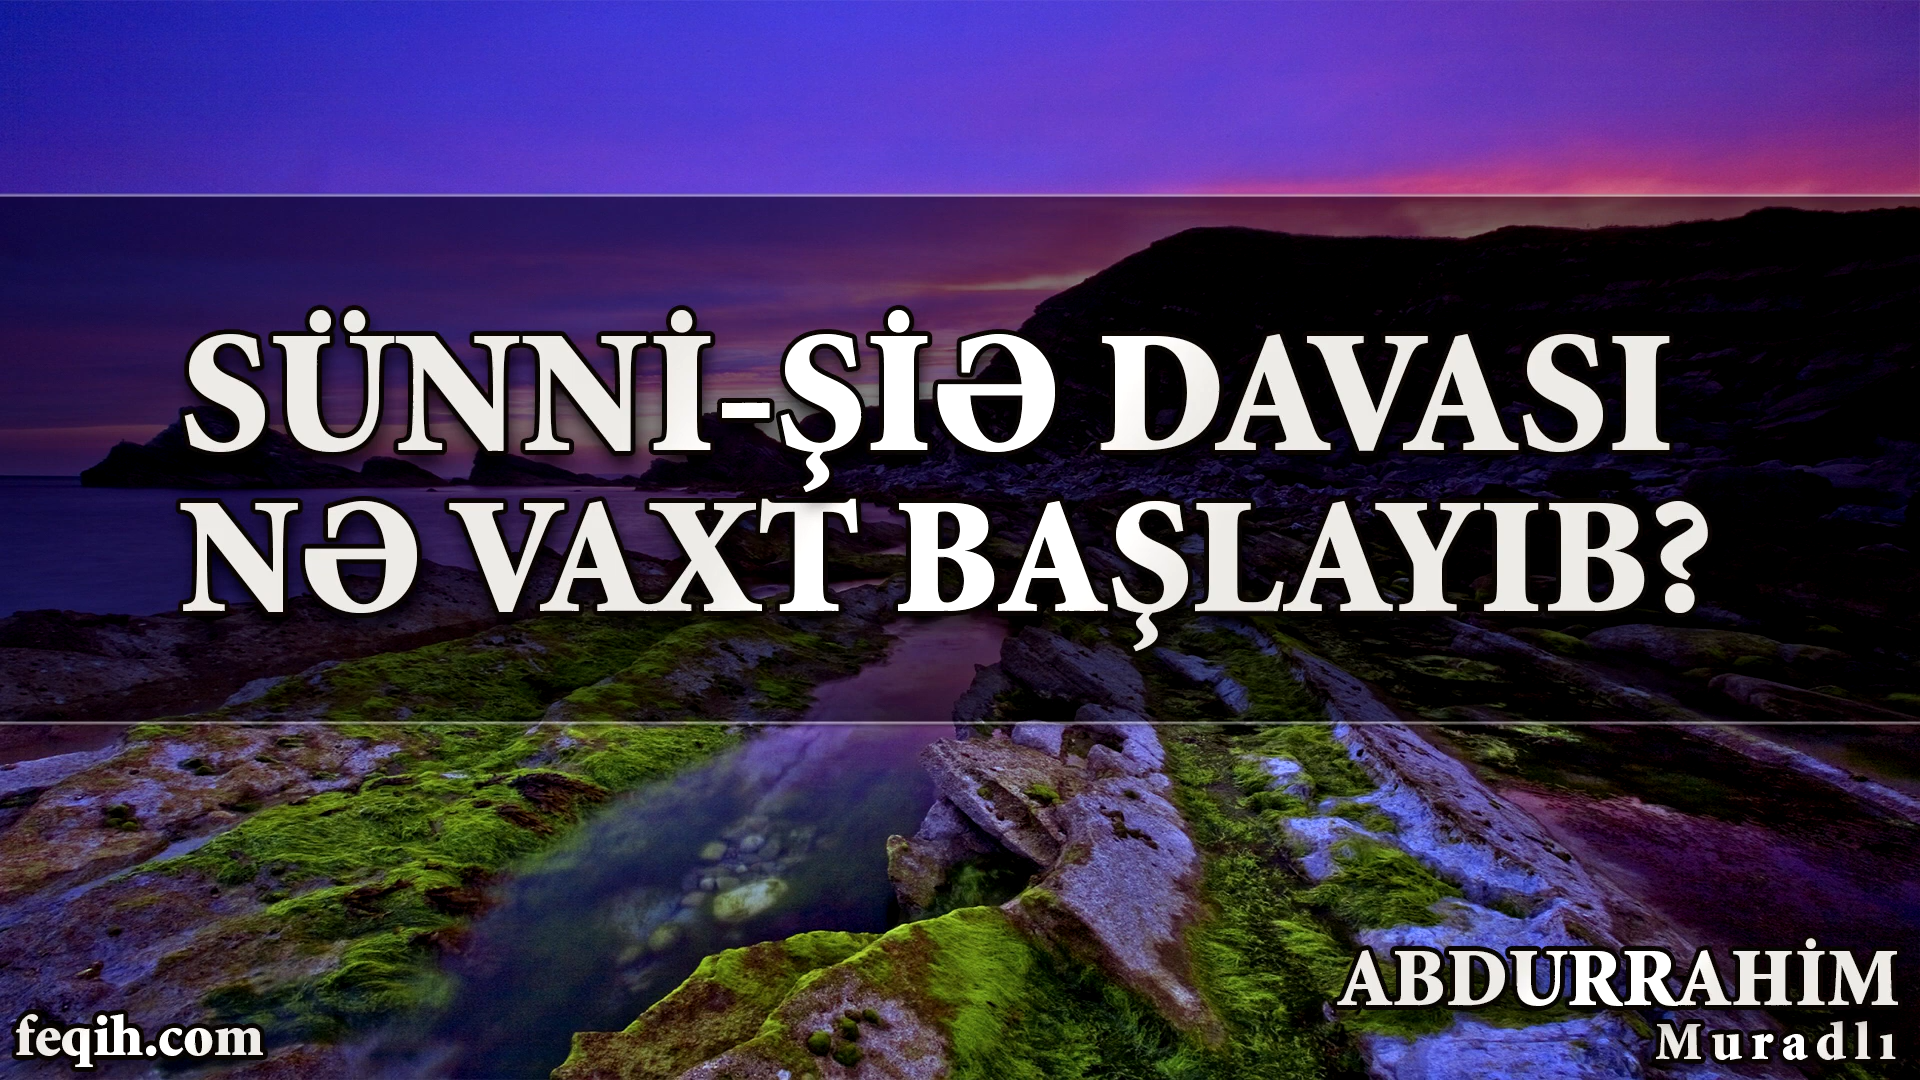 SÜNNİ-ŞİƏ DAVASI
NƏ VAXT BAŞLAYIB?
ABDURRAHİM
Muradlı
feqih.com